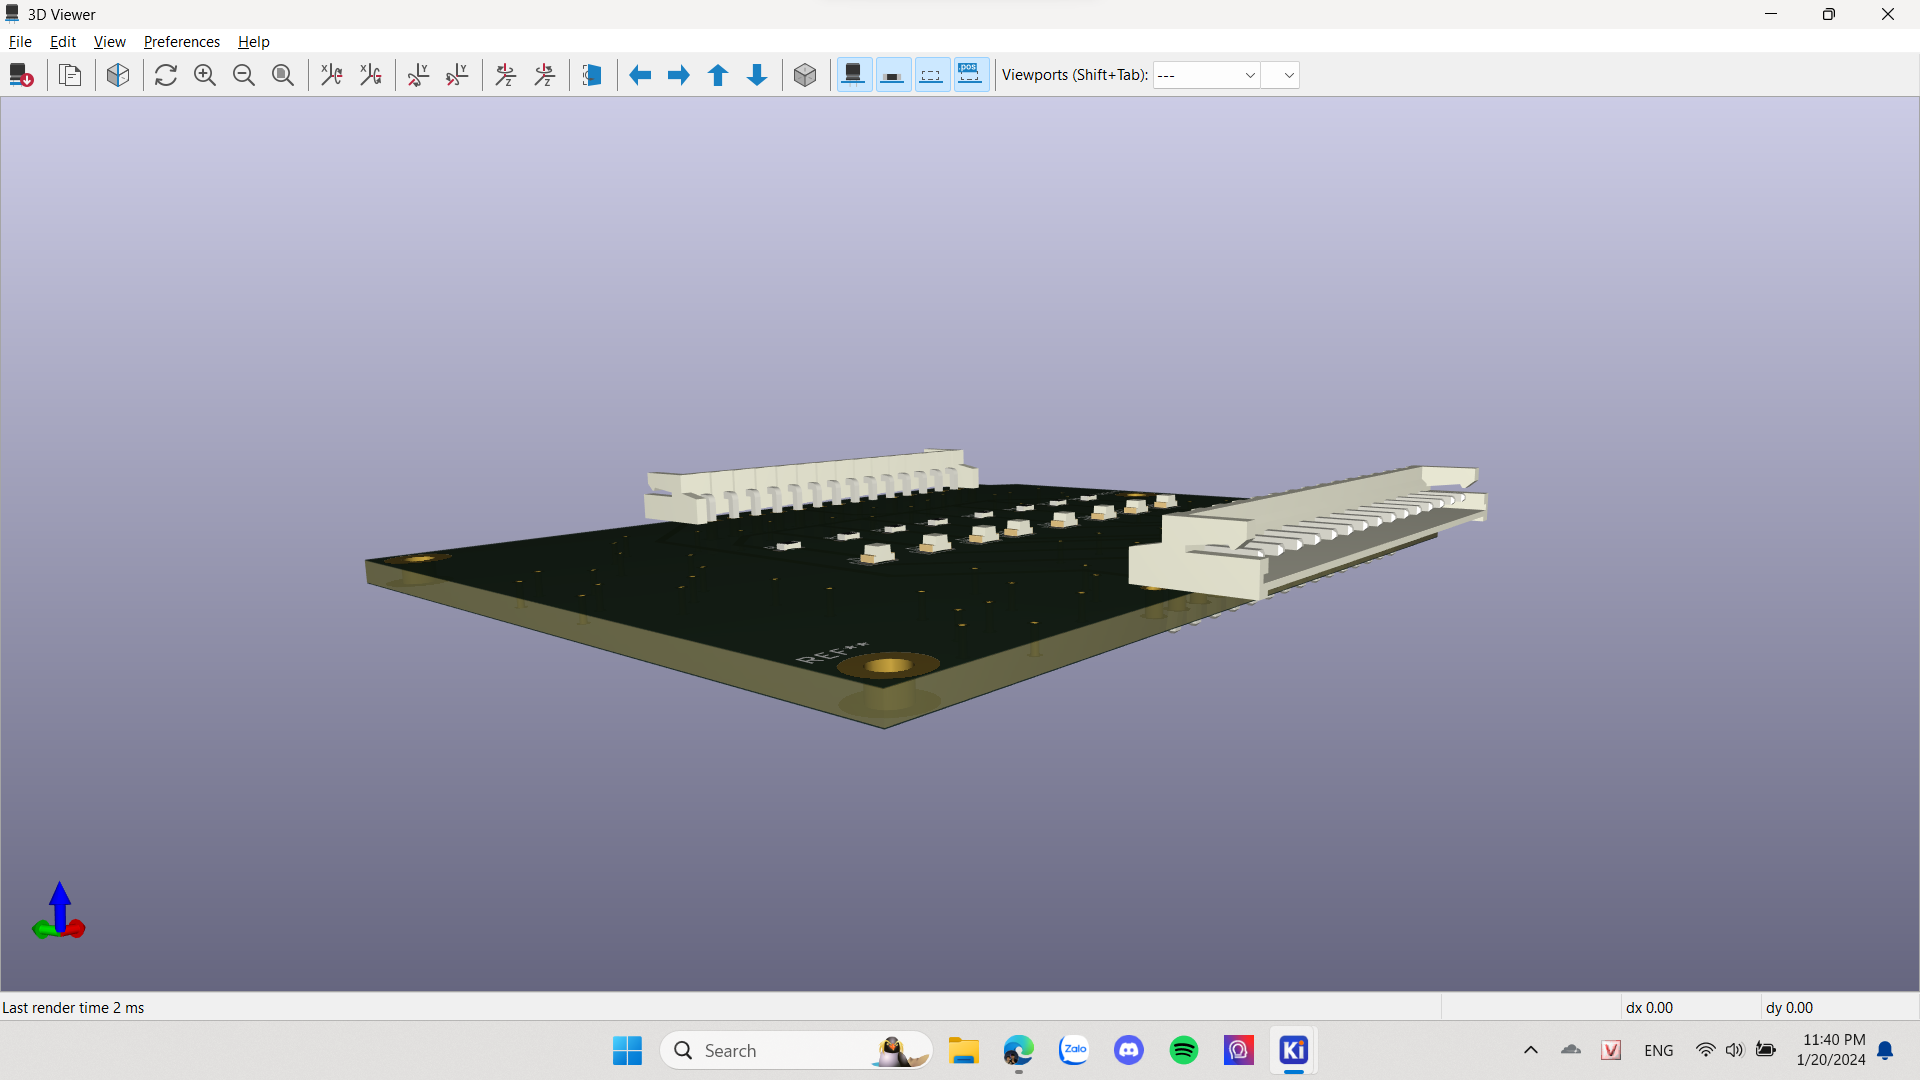 3D Viewer
File Edit View Preferences Help
Viewports (Shift+Tab): ---
REF**
Last render time 2 ms
dx 0.00
dy 0.00
Search
Zalo
Ki
V
ENG
11:40 PM
1/20/2024